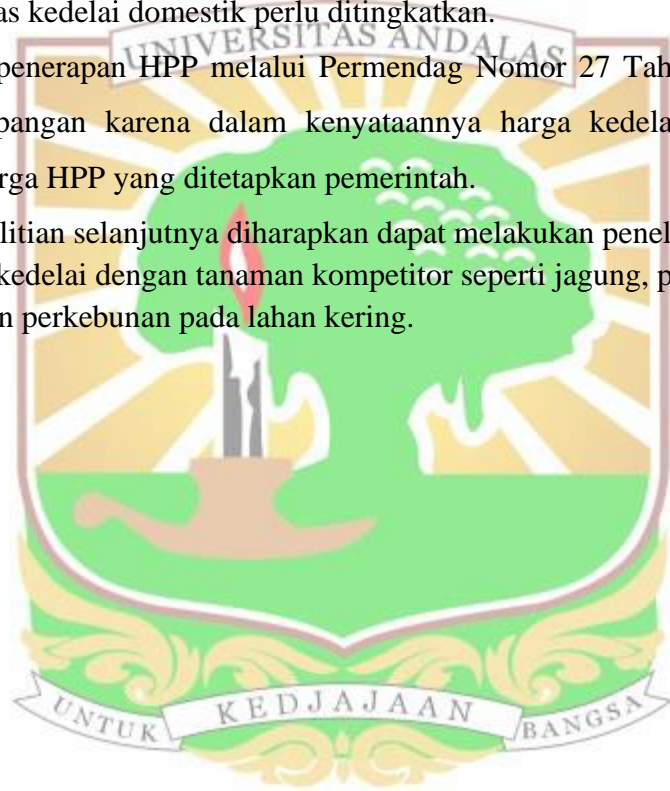 as kedelai domestik perlu ditingkatkan.
UNIVERSITAS ANDALAS
penerapan HPP melalui Permendag Nomor 27 Tah
pangan karena dalam kenyataannya harga kedela
rga HPP yang ditetapkan pemerintah.
litian selanjutnya diharapkan dapat melakukan penel
kedelai dengan tanaman kompetitor seperti jagung, p
n perkebunan pada lahan kering.
UNTUK KEDJAJAAN BANGSA